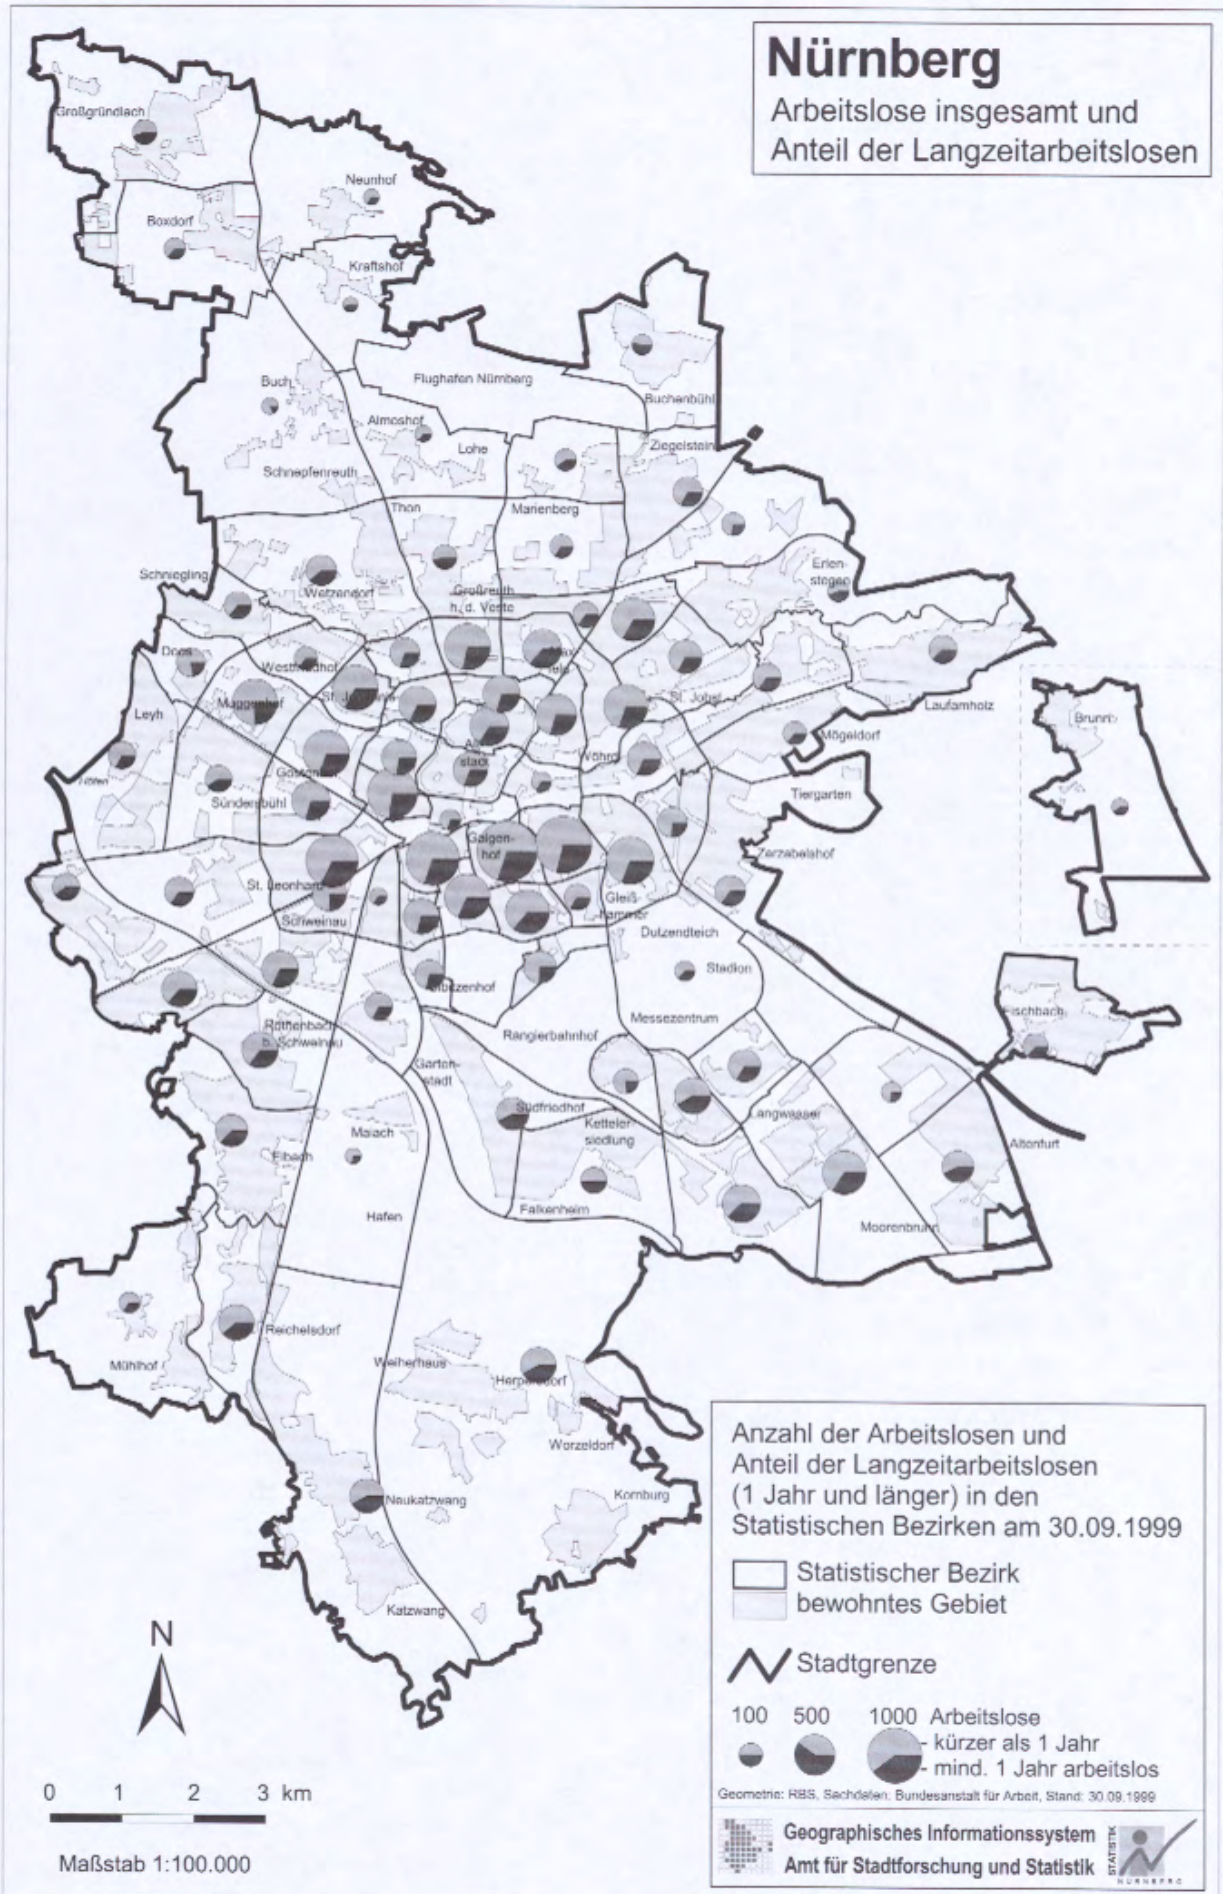 Nürnberg
Arbeitslose insgesamt und
Anteil der Langzeitarbeitslosen
Großgründlach
Neunhof
Boxdorf
Kraftshof
Flughafen Nürnberg
Buch
Buchenbühl
Almoshof
Lohe
Ziegelstein
Schnepfenreuth
Thon
Marienberg
Schniegling
Erlen-
stegen
Wetzendorf
Großreuth
h. d. Veste
Doos
Westfriedhof
Muggenhof
St. Jobst
Leyh
Laufamholz
Brunn
Mögeldorf
Wöhrd
Höfen
Sündersbühl
Tiergarten
Galgen-
hof
Zerzabelshof
St. Leonhard
Gleiß-
hammer
Schweinau
Dutzendteich
Stadion
Gibitzenhof
Fischbach
Röthenbach
b. Schweinau
Messezentrum
Rangierbahnhof
Garten-
stadt
Südfriedhof
Langwasser
Ketteler-
siedlung
Maiach
Altenfurt
Eibach
Hafen
Falkenheim
Moorenbrunn
Reichelsdorf
Mühlhof
Weiherhaus
Herpersdorf
Worzeldorf
Neukatzwang
Kornburg
Katzwang
Anzahl der Arbeitslosen und
Anteil der Langzeitarbeitslosen
(1 Jahr und länger) in den
Statistischen Bezirken am 30.09.1999
Statistischer Bezirk
bewohntes Gebiet
Stadtgrenze
100 500 1000 Arbeitslose
- kürzer als 1 Jahr
- mind. 1 Jahr arbeitslos
Geometrie: RBS, Sachdaten: Bundesanstalt für Arbeit, Stand: 30.09.1999
Geographisches Informationssystem
Amt für Stadtforschung und Statistik
STATISTIK
NÜRNBERG
N
0 1 2 3 km
Maßstab 1:100.000